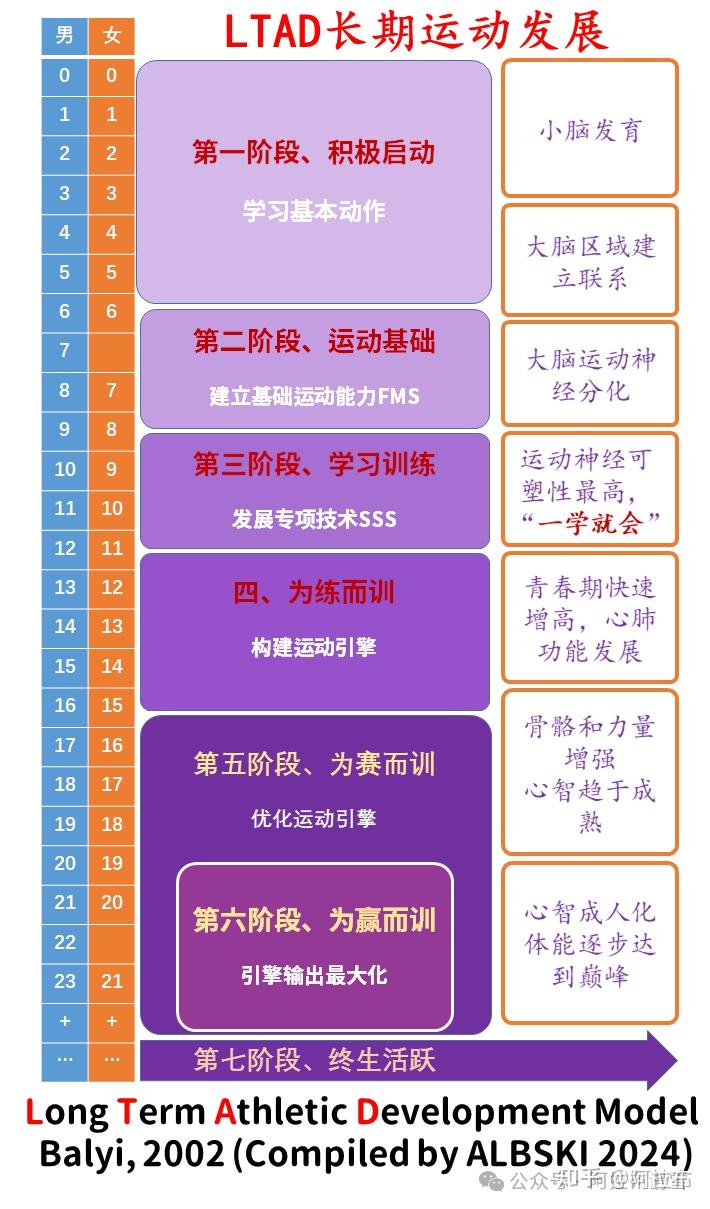 LTAD长期运动发展
男 女
0 0
1 1
2 2
3 3
4 4
5 5
6 6
7
8 7
9 8
10 9
11 10
12 11
13 12
14 13
15 14
16 15
17 16
18 17
19 18
20 19
21 20
22
23 21
+ +
... ...
第一阶段、积极启动
学习基本动作
第二阶段、运动基础
建立基础运动能力FMS
第三阶段、学习训练
发展专项技术SSS
四、为练而训
构建运动引擎
第五阶段、为赛而训
优化运动引擎
第六阶段、为赢而训
引擎输出最大化
第七阶段、终生活跃
小脑发育
大脑区域建
立联系
大脑运动神
经分化
运动神经可
塑性最高，
“一学就会”
青春期快速
增高，心肺
功能发展
骨骼和力量
增强
心智趋于成
熟
心智成人化
体能逐步达
到巅峰
Long Term Athletic Development Model
Balyi, 2002 (Compiled by ALBSKI 2024)